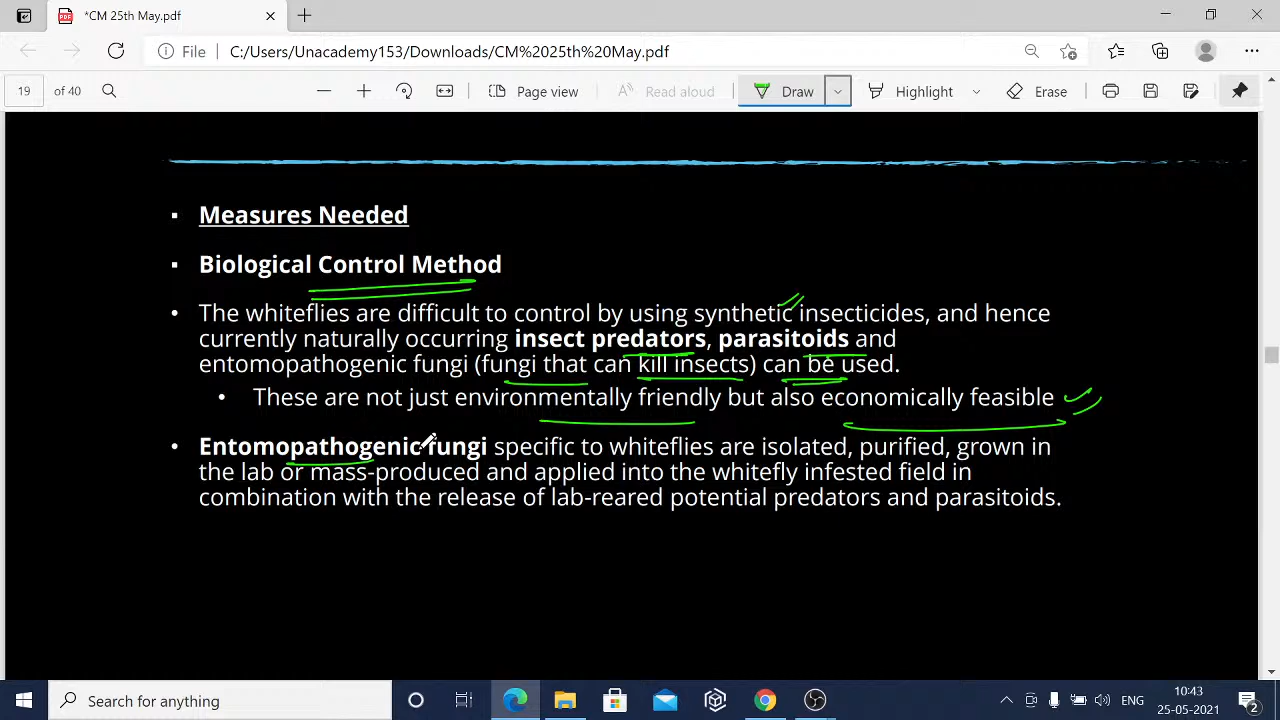 *CM 25th May.pdf
File C:/Users/Unacademy153/Downloads/CM%2025th%20May.pdf
19 of 40 Page view Read aloud Draw Highlight Erase
Measures Needed
Biological Control Method
The whiteflies are difficult to control by using synthetic insecticides, and hence
currently naturally occurring insect predators, parasitoids and
entomopathogenic fungi (fungi that can kill insects) can be used.
These are not just environmentally friendly but also economically feasible
Entomopathogenic fungi specific to whiteflies are isolated, purified, grown in
the lab or mass-produced and applied into the whitefly infested field in
combination with the release of lab-reared potential predators and parasitoids.
Search for anything
ENG
10:43
25-05-2021
2